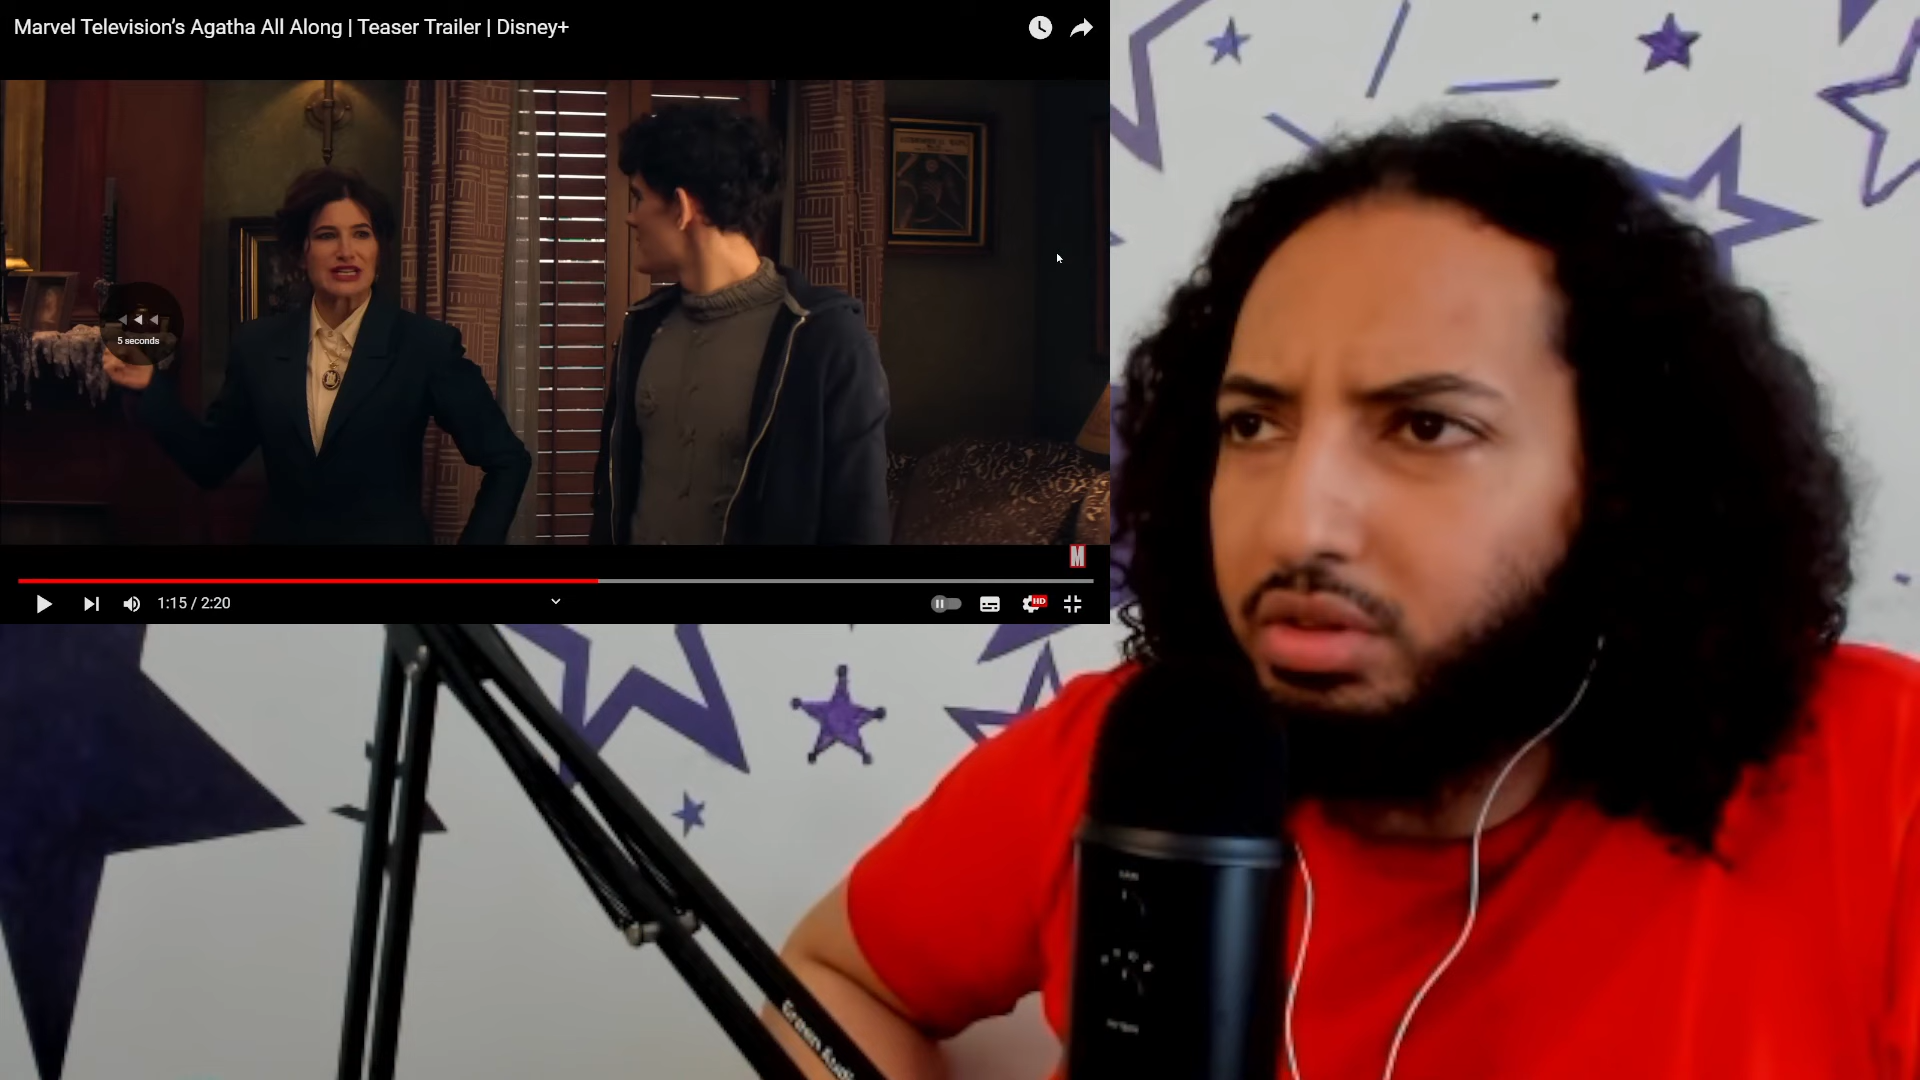 Marvel Television's Agatha All Along | Teaser Trailer | Disney+
5 seconds
M
1:15 / 2:20
HD